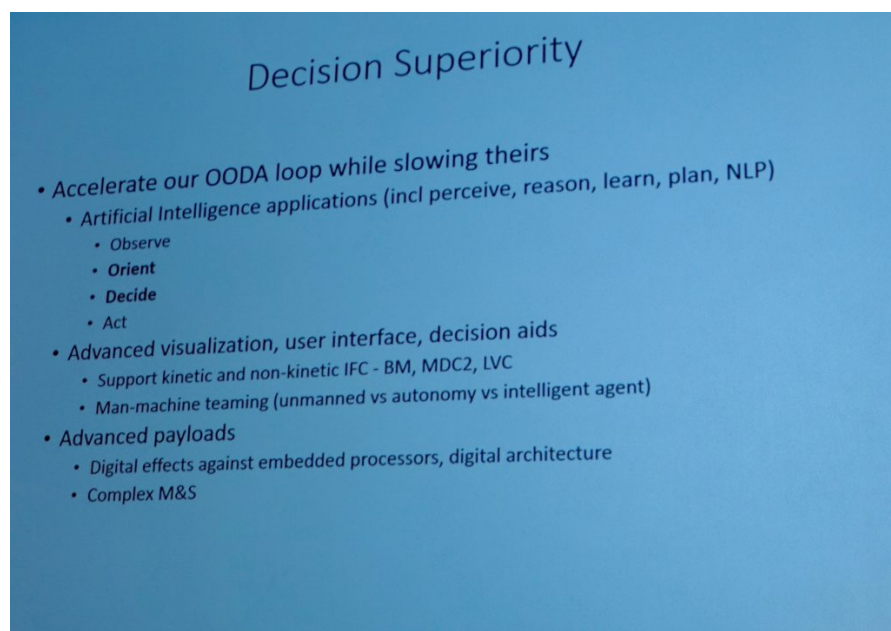 Decision Superiority
• Accelerate our OODA loop while slowing theirs
• Artificial Intelligence applications (incl perceive, reason, learn, plan, NLP)
• Observe
• Orient
• Decide
• Act
• Advanced visualization, user interface, decision aids
• Support kinetic and non-kinetic IFC - BM, MDC2, LVC
• Man-machine teaming (unmanned vs autonomy vs intelligent agent)
• Advanced payloads
• Digital effects against embedded processors, digital architecture
• Complex M&S